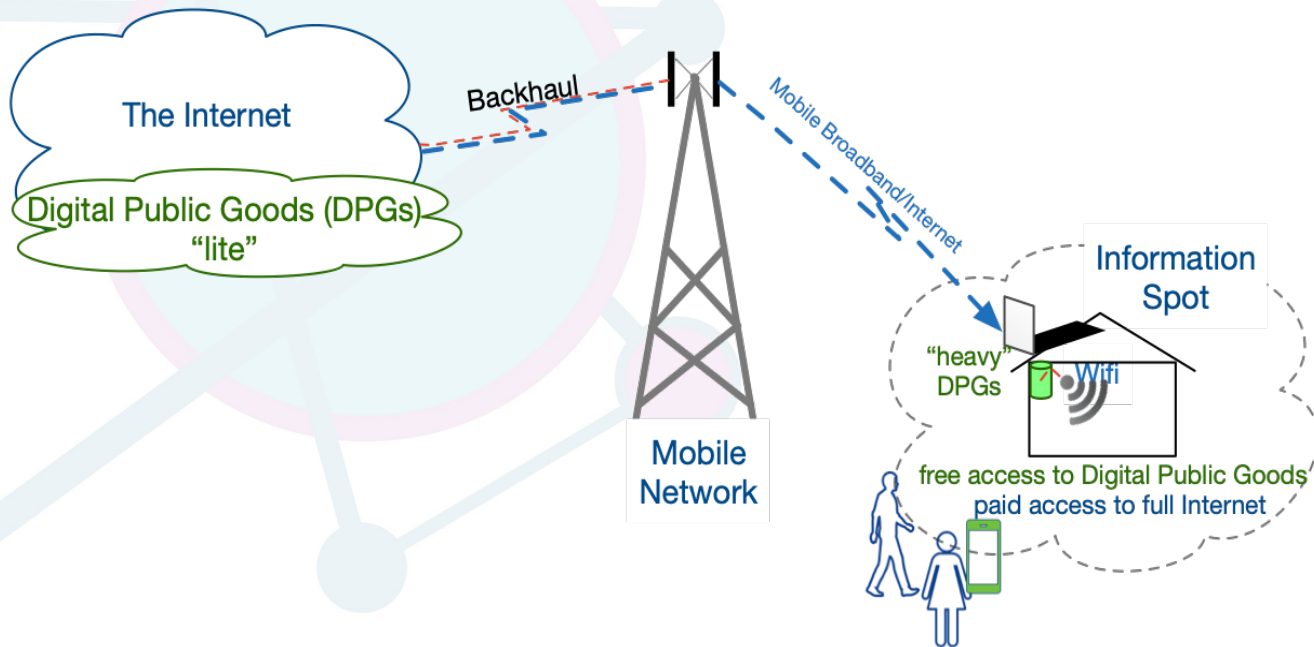 The Internet
Digital Public Goods (DPGs)
“lite”
Backhaul
Mobile Network
Mobile Broadband/Internet
Information
Spot
“heavy”
DPGs
Wifi
free access to Digital Public Goods
paid access to full Internet